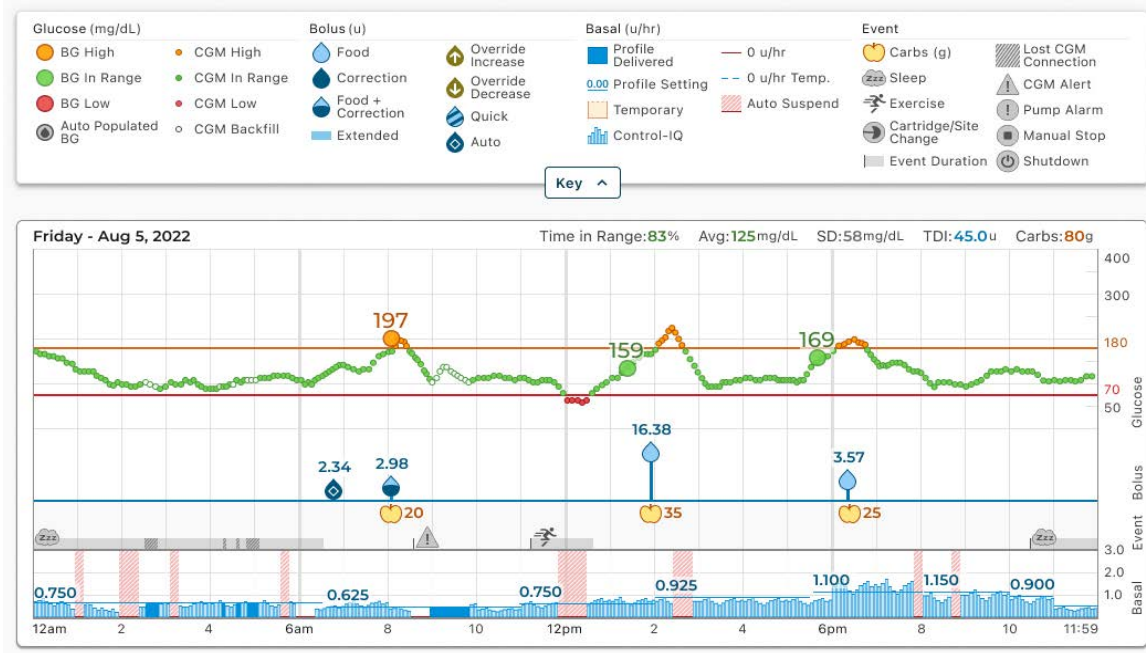 Glucose (mg/dL)
BG High
BG In Range
BG Low
Auto Populated
BG
CGM High
CGM In Range
CGM Low
CGM Backfill
Bolus (u)
Food
Correction
Food +
Correction
Extended
Override
Increase
Override
Decrease
Quick
Auto
Basal (u/hr)
Profile
Delivered
0.00 Profile Setting
Temporary
Control-IQ
0 u/hr
0 u/hr Temp.
Auto Suspend
Event
Carbs (g)
Zzz Sleep
Exercise
Cartridge/Site
Change
Event Duration
Lost CGM
Connection
! CGM Alert
! Pump Alarm
Manual Stop
Shutdown
Key
Friday - Aug 5, 2022
Time in Range:83% Avg:125mg/dL SD:58mg/dL TDI:45.0u Carbs:80g
400
300
180
70
50
Glucose
197
159
169
Bolus
2.34
2.98
16.38
3.57
Event
20
35
25
Zzz
!
Zzz
3.0
2.0
1.0
Basal
0.750
0.625
0.750
0.925
1.100
1.150
0.900
12am 2 4 6am 8 10 12pm 2 4 6pm 8 10 11:59